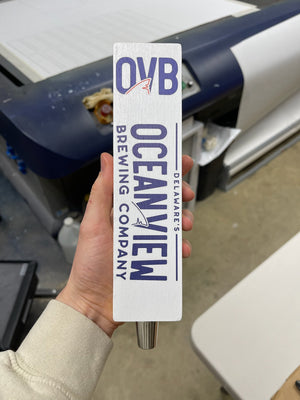 OVB
DELAWARE'S
OCEANVIEW
BREWING COMPANY